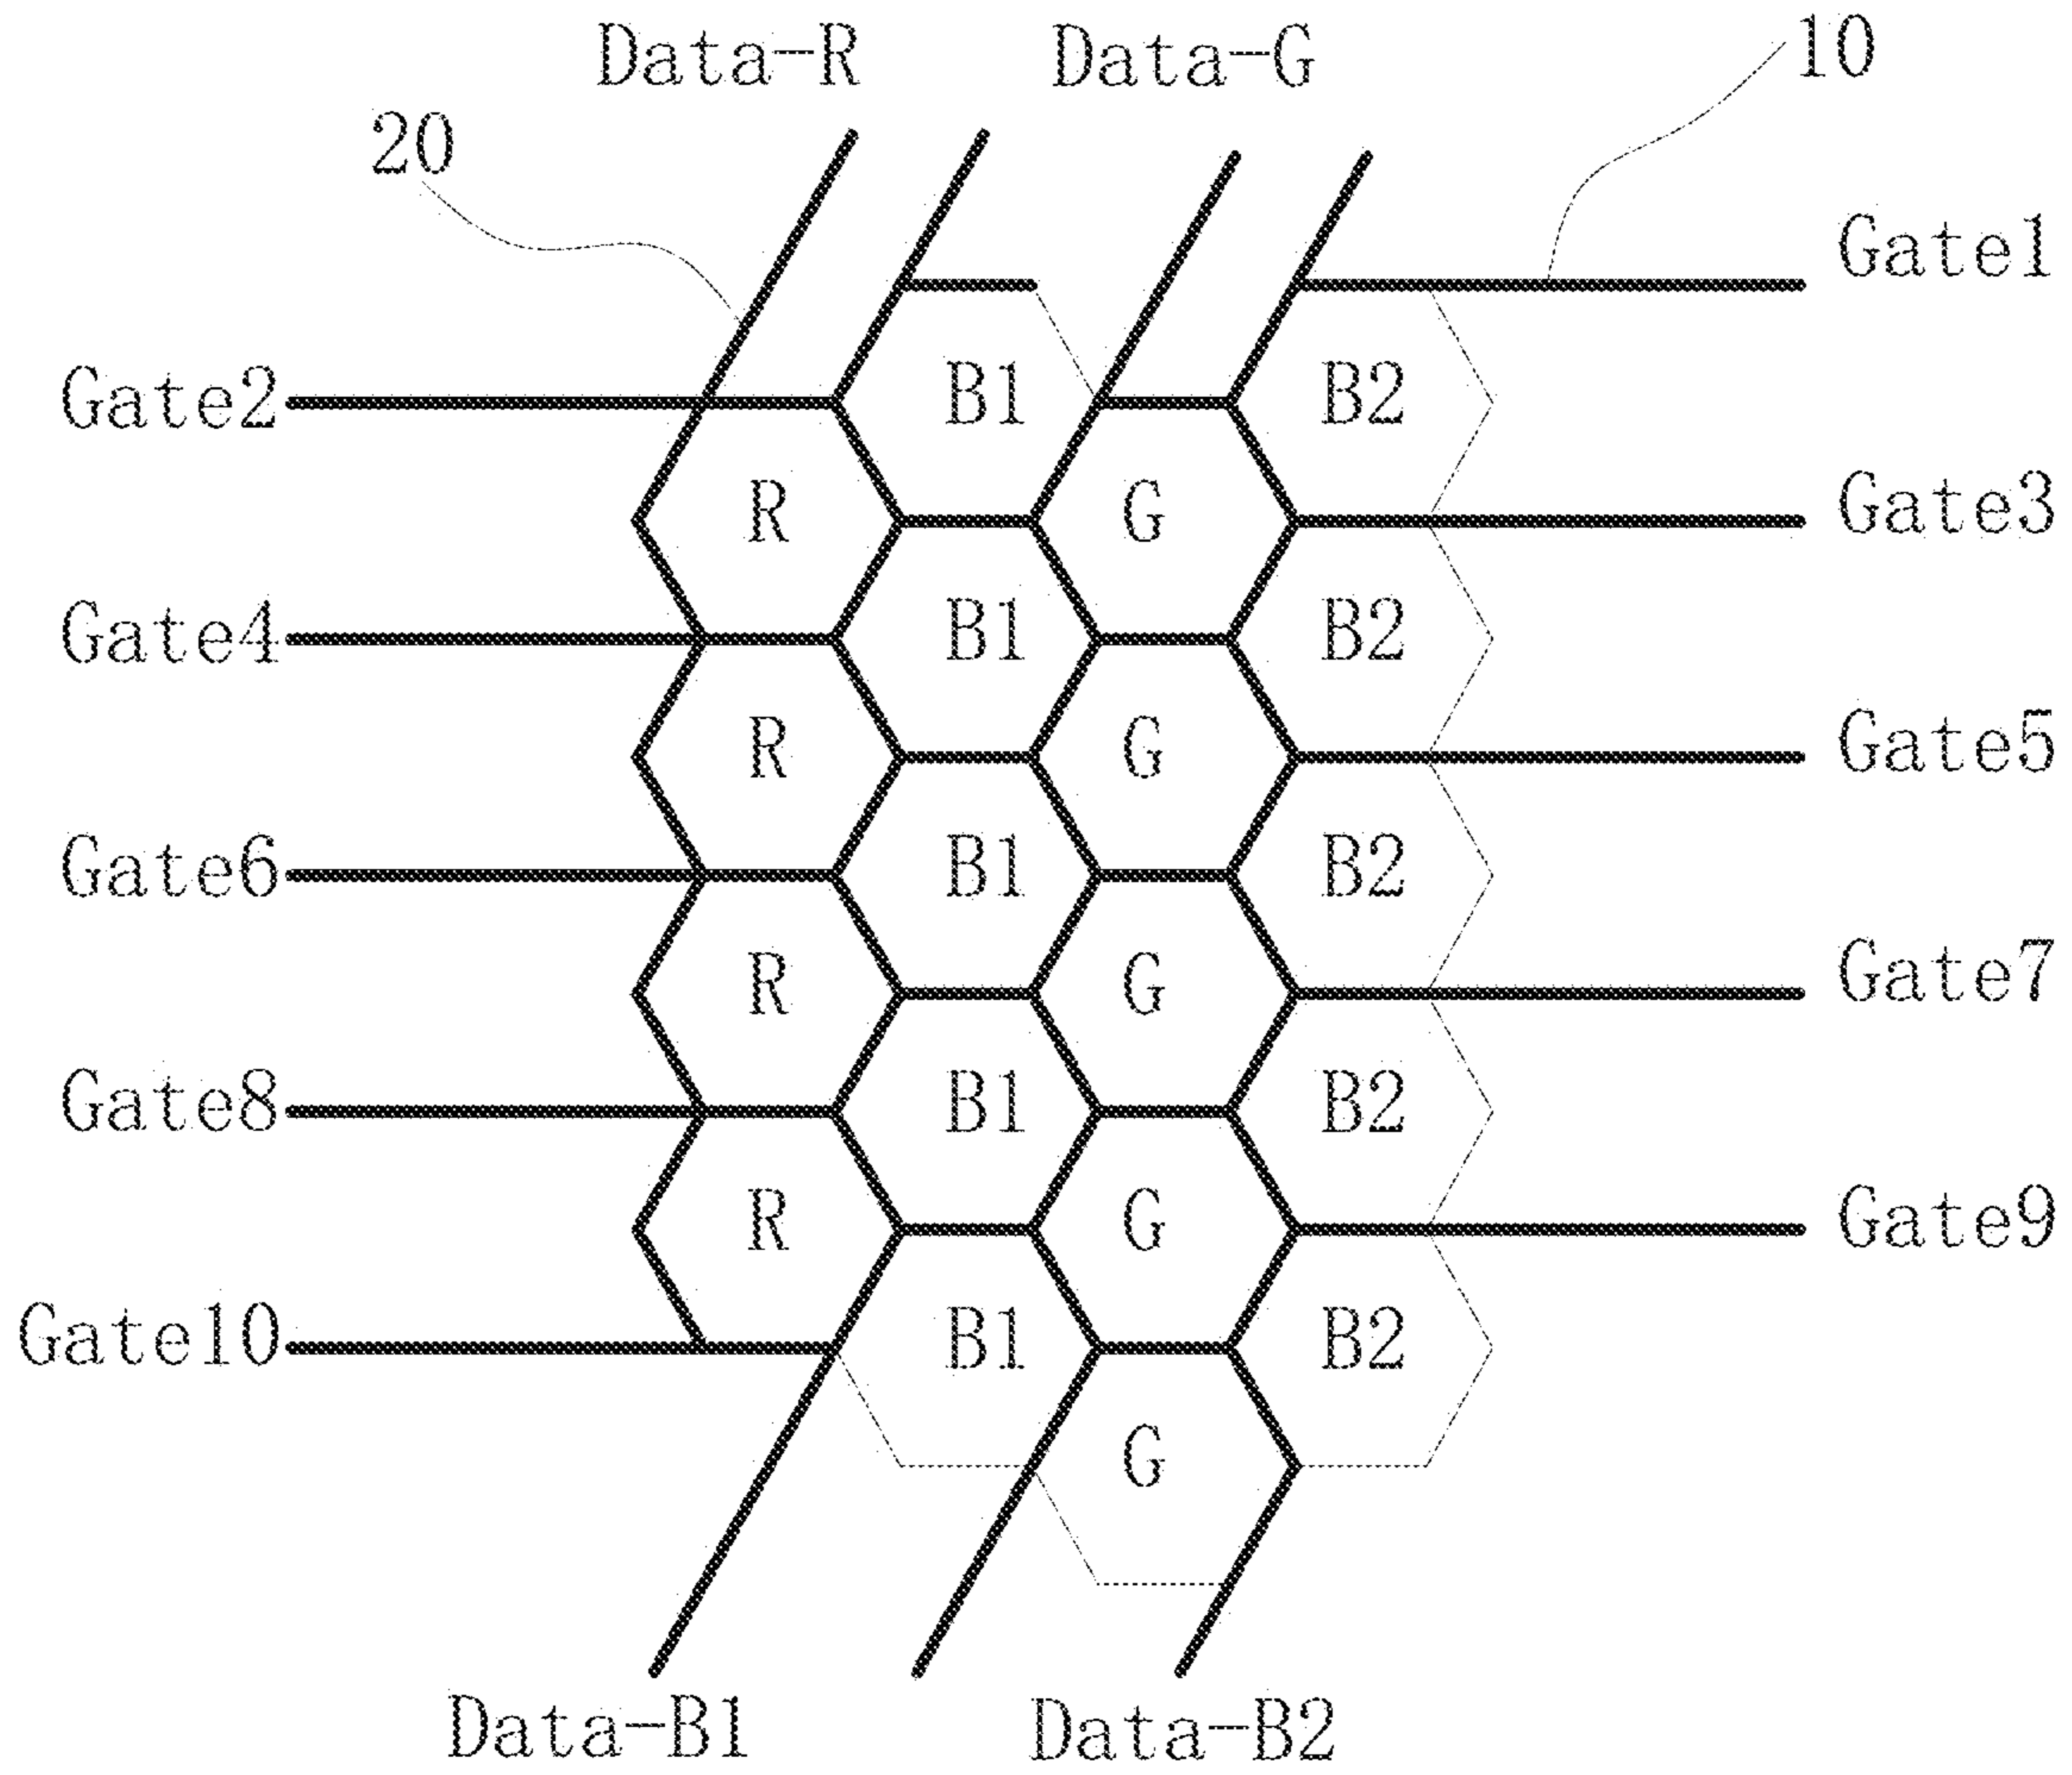 Data-R Data-G 10
20
Gate1
B1 B2
Gate2
R G Gate3
Gate4 B1 B2
R G Gate5
Gate6 B1 B2
R G Gate7
Gate8 B1 B2
R G Gate9
Gate10 B1 B2
G
Data-B1 Data-B2